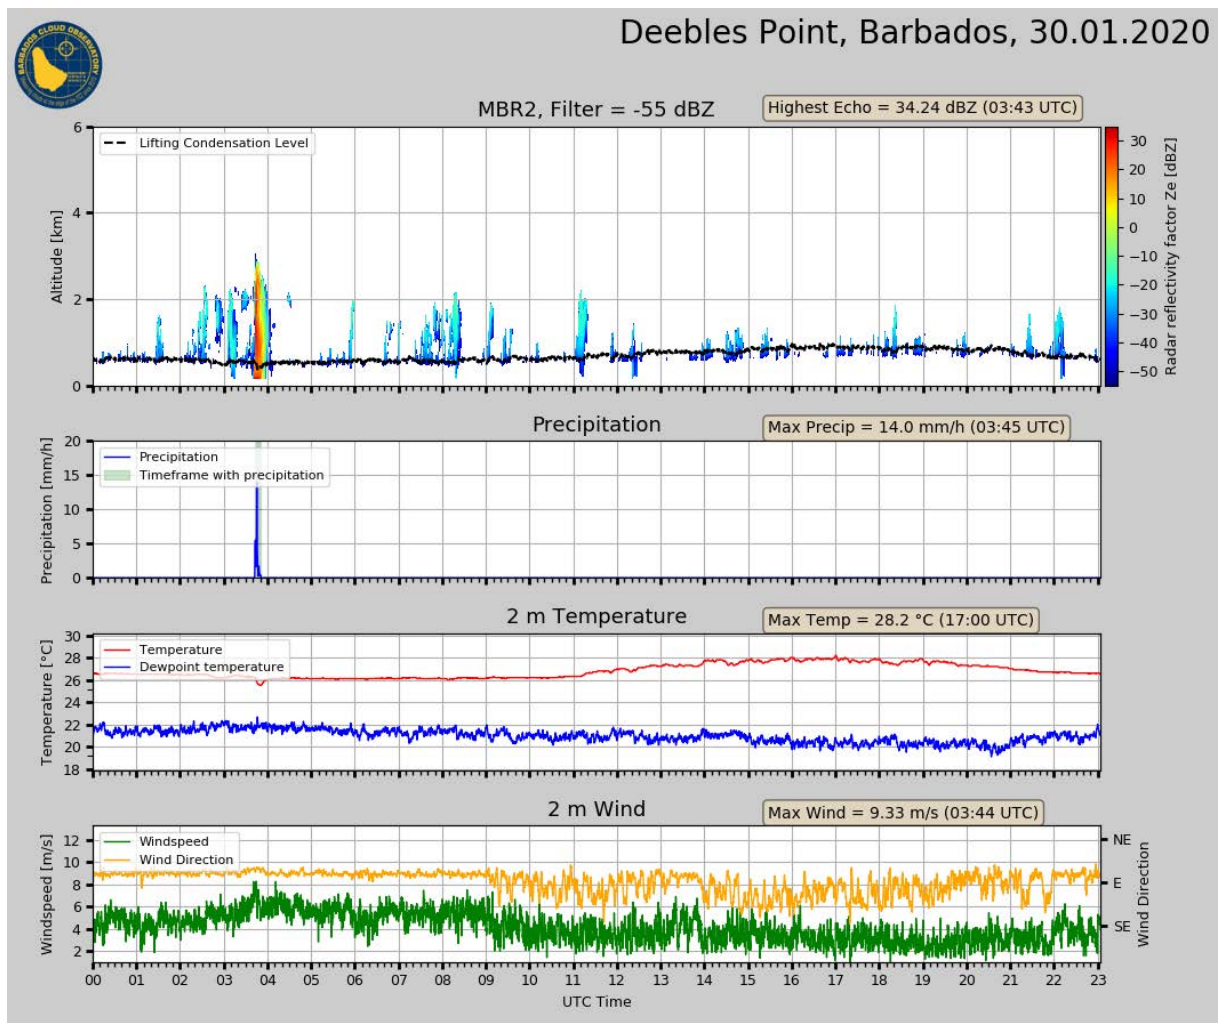 BARBADOS CLOUD OBSERVATORY
Deebles Point, Barbados, 30.01.2020
MBR2, Filter = -55 dBZ
Highest Echo = 34.24 dBZ (03:43 UTC)
Lifting Condensation Level
Altitude [km]
6
4
2
0
30
20
10
0
−10
−20
−30
−40
−50
Radar reflectivity factor Ze [dBZ]
Precipitation
Max Precip = 14.0 mm/h (03:45 UTC)
Precipitation
Timeframe with precipitation
Precipitation [mm/h]
20
15
10
5
0
2 m Temperature
Max Temp = 28.2 °C (17:00 UTC)
Temperature
Dewpoint temperature
Temperature [°C]
30
28
26
24
22
20
18
2 m Wind
Max Wind = 9.33 m/s (03:44 UTC)
Windspeed
Wind Direction
Windspeed [m/s]
12
10
8
6
4
2
NE
E
SE
Wind Direction
00 01 02 03 04 05 06 07 08 09 10 11 12 13 14 15 16 17 18 19 20 21 22 23
UTC Time